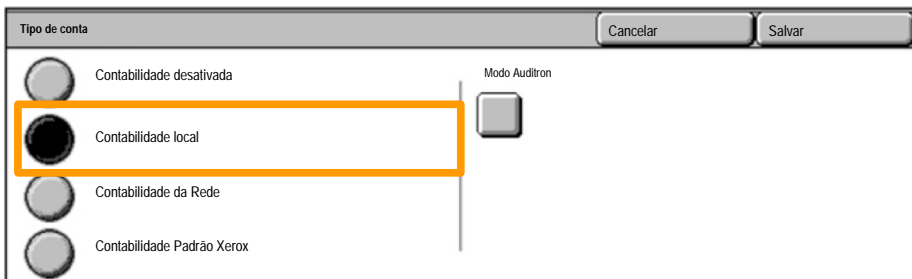 Tipo de conta
Cancelar
Salvar
Contabilidade desativada
Modo Auditron
Contabilidade local
Contabilidade da Rede
Contabilidade Padrão Xerox